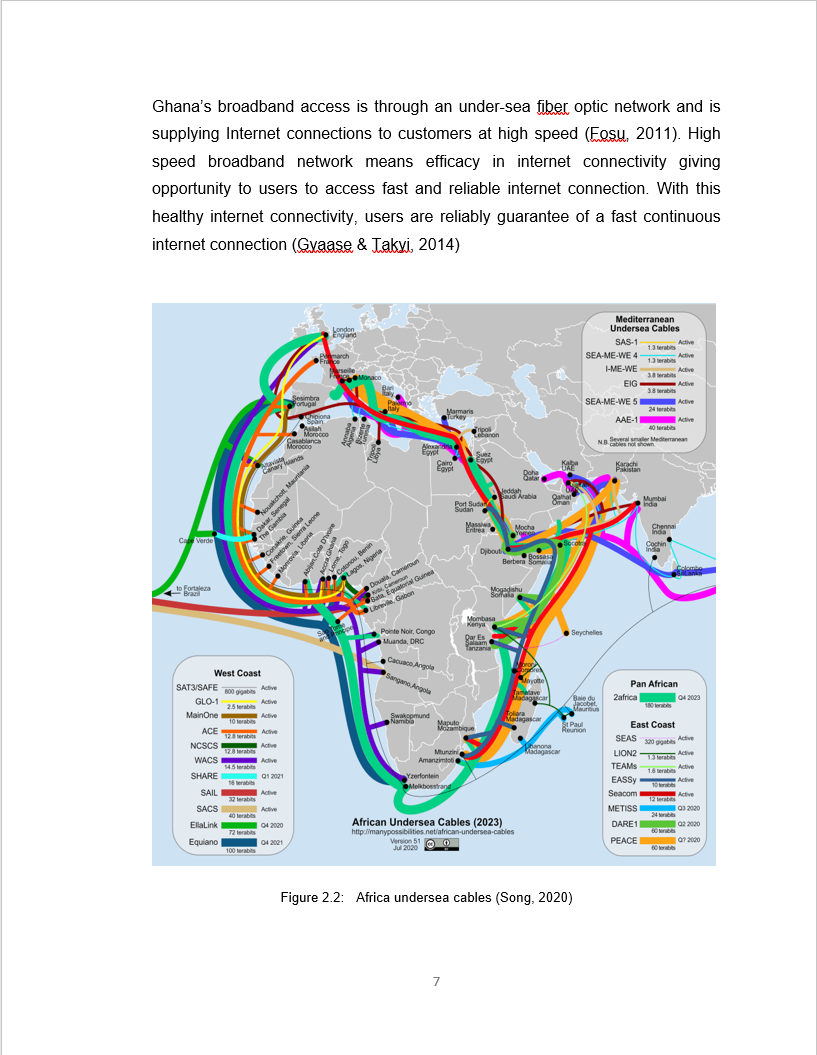 Ghana’s broadband access is through an under-sea fiber optic network and is
supplying Internet connections to customers at high speed (Fosu, 2011). High
speed broadband network means efficacy in internet connectivity giving
opportunity to users to access fast and reliable internet connection. With this
healthy internet connectivity, users are reliably guarantee of a fast continuous
internet connection (Gyaase & Takyi, 2014)
London
England
Penmarch
France
Marseille
France
Monaco
Bari
Italy
Palermo
Italy
Sesimbra
Portugal
Chipiona
Spain
Asilah
Morocco
Casablanca
Morocco
Annaba
Algeria
Bizerte
Tunisia
Tripoli
Libya
Marmaris
Turkey
Tripoli
Lebanon
Alexandria
Egypt
Cairo
Egypt
Suez
Egypt
Altavista
Canary Islands
Nouakchott, Mauritania
Dakar, Senegal
The Gambia
Conakrie, Guinea
Freetown, Sierra Leone
Monrovia, Liberia
Abidjan,Cote D'Ivoire
Accra,Ghana
Lome, Togo
Cotonou, Benin
Lagos, Nigeria
Douala, Cameroun
Kribi, Cameroun
Bata, Equatorial Guinea
Libreville, Gabon
Cape Verde
to Fortaleza
Brazil
Pointe Noir, Congo
Muanda, DRC
Cacuaco,Angola
Sangano,Angola
Swakopmund
Namibia
Yzerfontein
Melkbosstrand
Jeddah
Saudi Arabia
Port Sudan
Sudan
Massiwa
Eritrea
Mocha
Yemen
Djibouti
Berbera
Bossaso
Somalia
Socotra
Doha
Qatar
Kalba
UAE
Qalhat
Oman
Karachi
Pakistan
Mumbai
India
Chennai
India
Cochin
India
Colombo
Sri Lanka
Mogadishu
Somalia
Mombasa
Kenya
Dar Es
Salaam
Tanzania
Seychelles
Moroni
Comores
Mayotte
Tamatave
Madagascar
Toliara
Madagascar
Libanona
Madagascar
Baie du
Jacobet,
Mauritius
St Paul
Reunion
Maputo
Mozambique
Mtunzini
Amanzimtoti
Mediterranean
Undersea Cables
SAS-1 Active
1.3 terabits
SEA-ME-WE 4 Active
1.3 terabits
I-ME-WE Active
3.8 terabits
EIG Active
3.8 terabits
SEA-ME-WE 5 Active
24 terabits
AAE-1 Active
40 terabits
N.B Several smaller Mediterranean
cables not shown.
West Coast
SAT3/SAFE Active
800 gigabits
GLO-1 Active
2.5 terabits
MainOne Active
10 terabits
ACE Active
12.8 terabits
NCSCS Active
12.8 terabits
WACS Active
14.5 terabits
SHARE Q1 2021
16 terabits
SAIL Active
32 terabits
SACS Active
40 terabits
EllaLink Q4 2020
72 terabits
Equiano Q4 2021
100 terabits
Pan African
2africa Q4 2023
180 terabits
East Coast
SEAS Active
320 gigabits
LION2 Active
1.3 terabits
TEAMs Active
1.6 terabits
EASSy Active
10 terabits
Seacom Active
12 terabits
METISS Q3 2020
24 terabits
DARE1 Q2 2020
60 terabits
PEACE Q? 2020
60 terabits
African Undersea Cables (2023)
http://manypossibilities.net/african-undersea-cables
Version 51
Jul 2020
Figure 2.2: Africa undersea cables (Song, 2020)
7